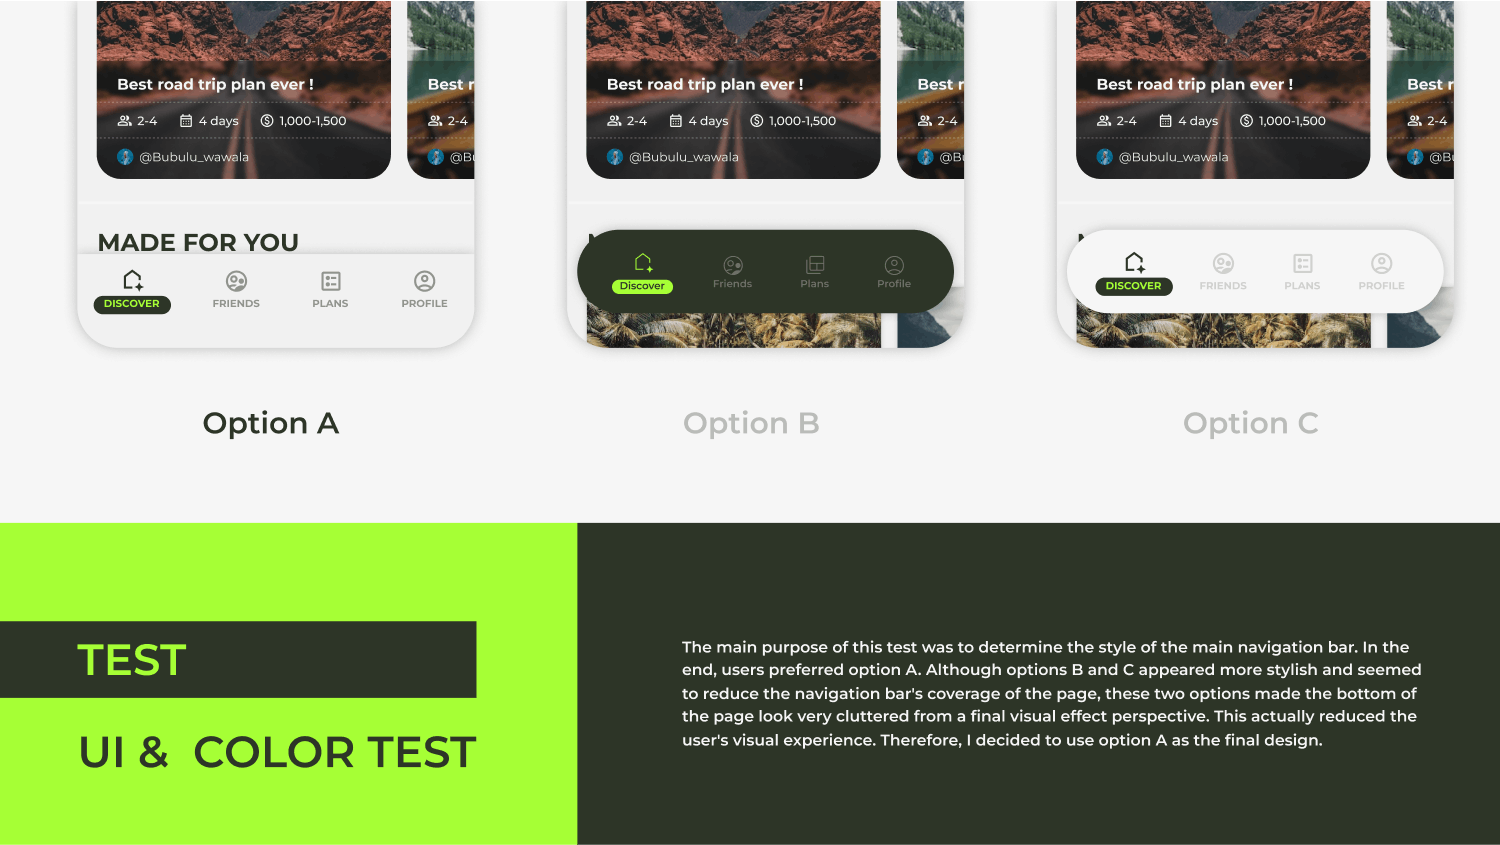 Best road trip plan ever !
2-4 4 days 1,000-1,500
@Bubulu_wawala
Best r
2-4
@Bu
MADE FOR YOU
DISCOVER FRIENDS PLANS PROFILE
Option A
Best road trip plan ever !
2-4 4 days 1,000-1,500
@Bubulu_wawala
Best r
2-4
@Bu
Discover Friends Plans Profile
Option B
Best road trip plan ever !
2-4 4 days 1,000-1,500
@Bubulu_wawala
Best r
2-4
@Bu
DISCOVER FRIENDS PLANS PROFILE
Option C
TEST
UI & COLOR TEST
The main purpose of this test was to determine the style of the main navigation bar. In the
end, users preferred option A. Although options B and C appeared more stylish and seemed
to reduce the navigation bar's coverage of the page, these two options made the bottom of
the page look very cluttered from a final visual effect perspective. This actually reduced the
user's visual experience. Therefore, I decided to use option A as the final design.